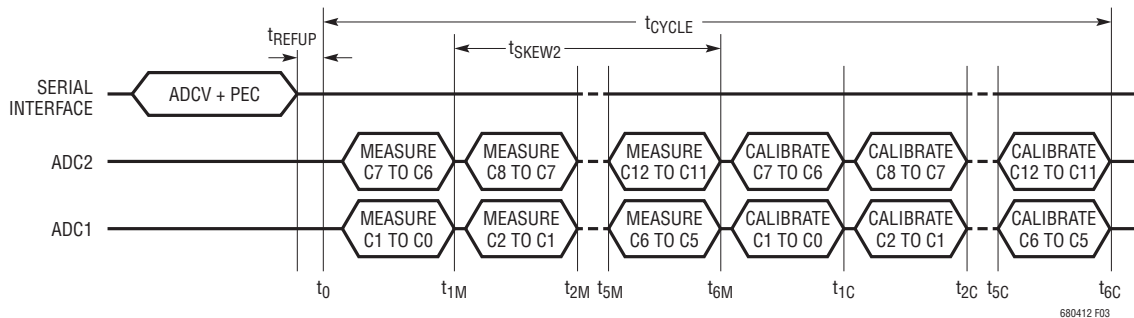 tCYCLE
tREFUP
tSKEW2
SERIAL
INTERFACE
ADCV + PEC
ADC2
MEASURE
C7 TO C6
MEASURE
C8 TO C7
MEASURE
C12 TO C11
CALIBRATE
C7 TO C6
CALIBRATE
C8 TO C7
CALIBRATE
C12 TO C11
ADC1
MEASURE
C1 TO C0
MEASURE
C2 TO C1
MEASURE
C6 TO C5
CALIBRATE
C1 TO C0
CALIBRATE
C2 TO C1
CALIBRATE
C6 TO C5
t0
t1M
t2M
t5M
t6M
t1C
t2C
t5C
t6C
680412 F03